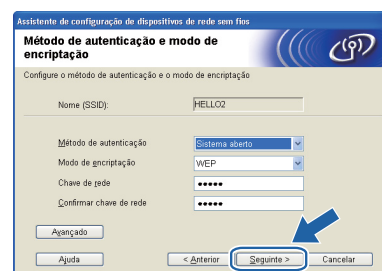 Assistente de configuração de dispositivos de rede sem fios
Método de autenticação e modo de
encriptação
Configure o método de autenticação e o modo de encriptação
Nome (SSID): HELLO2
Método de autenticação Sistema aberto
Modo de encriptação WEP
Chave de rede •••••
Confirmar chave de rede •••••
Avançado
Ajuda < Anterior Seguinte > Cancelar